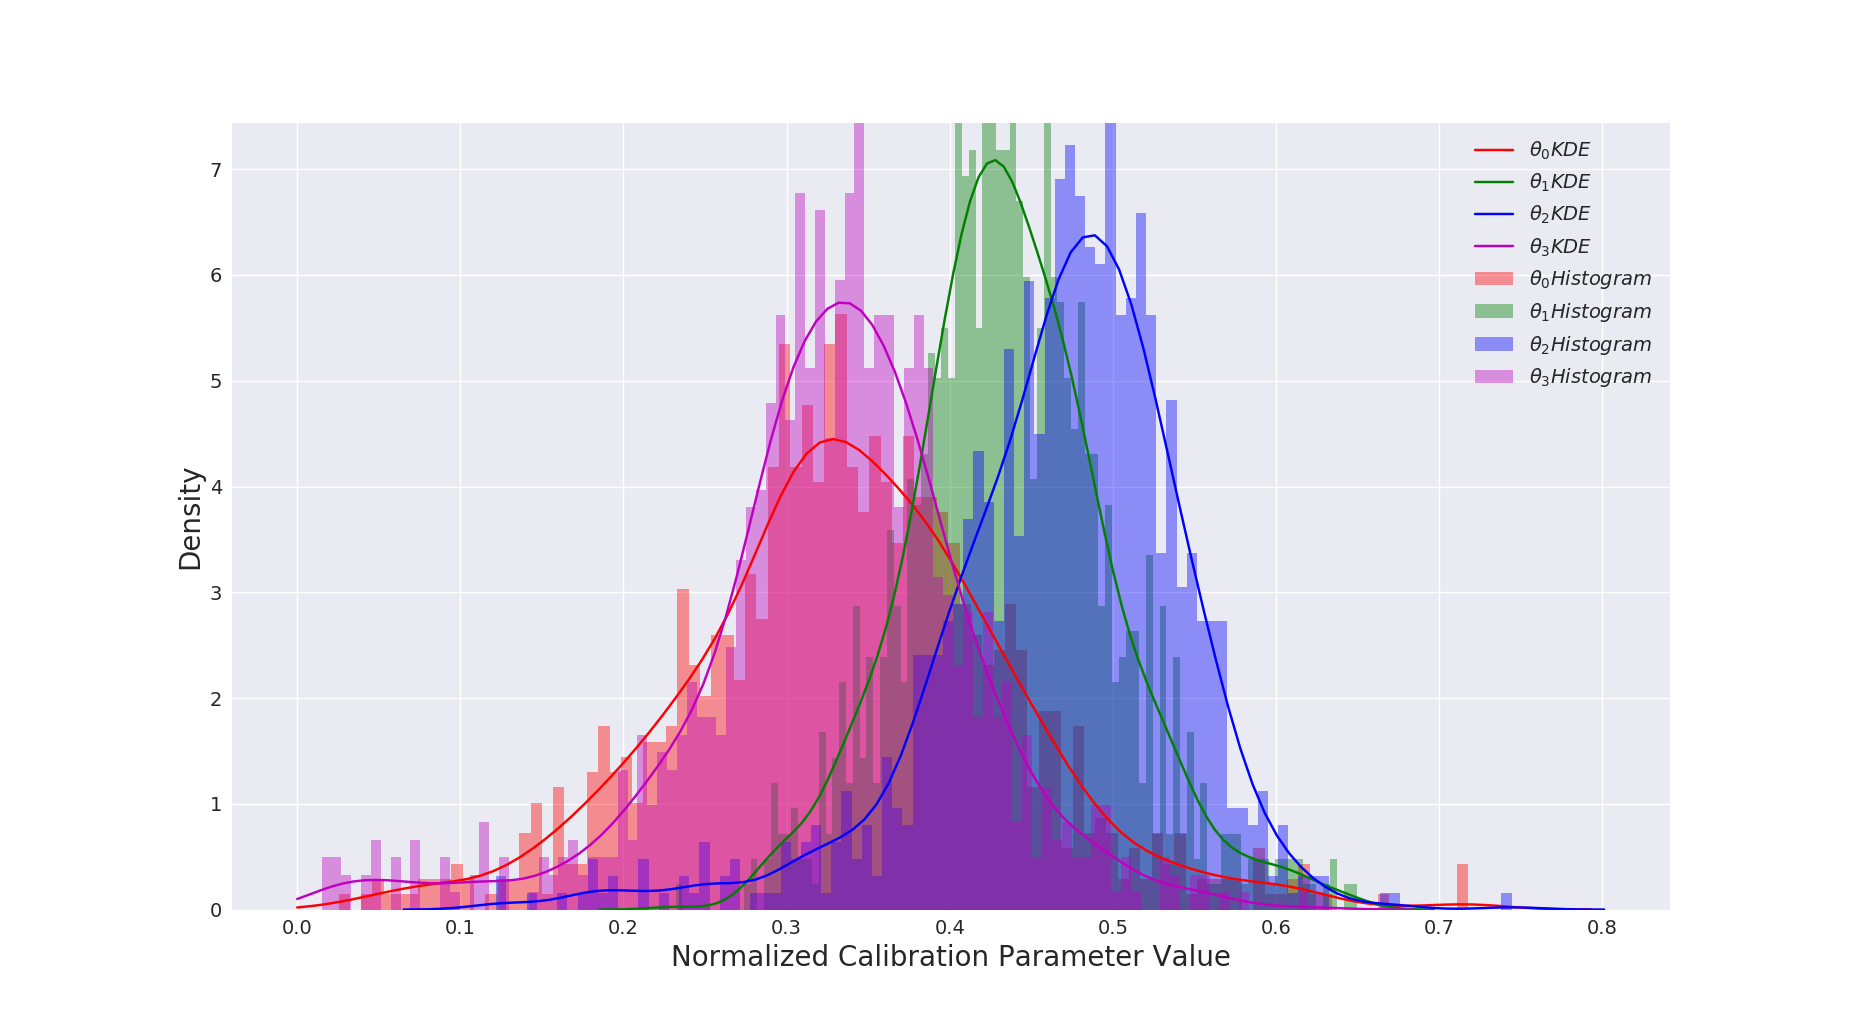 7
6
5
4
3
2
1
0
Density
0.0 0.1 0.2 0.3 0.4 0.5 0.6 0.7 0.8
Normalized Calibration Parameter Value
θ₀KDE
θ₁KDE
θ₂KDE
θ₃KDE
θ₀Histogram
θ₁Histogram
θ₂Histogram
θ₃Histogram